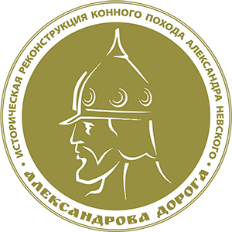 ИСТОРИЧЕСКАЯ РЕКОНСТРУКЦИЯ КОННОГО ПОХОДА АЛЕКСАНДРА НЕВСКОГО
АЛЕКСАНДРОВА ДОРОГА